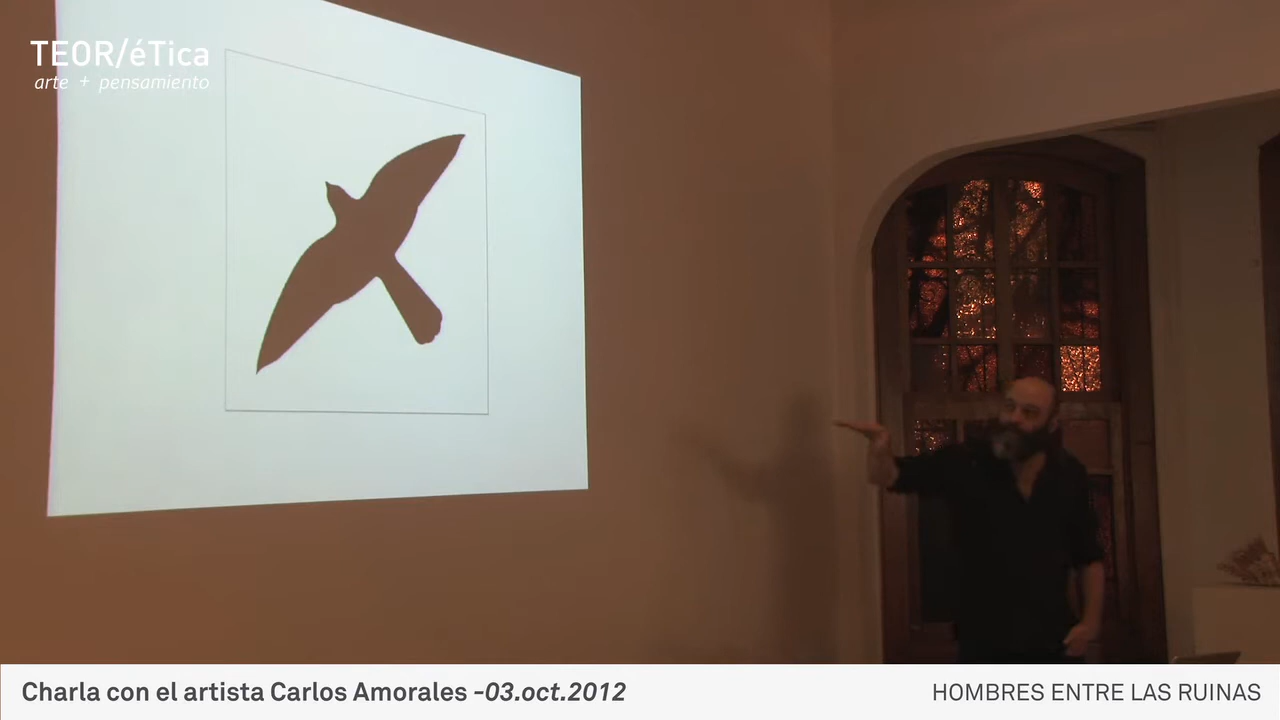 TEOR/éTica
arte + pensamiento
Charla con el artista Carlos Amorales -03.oct.2012
HOMBRES ENTRE LAS RUINAS